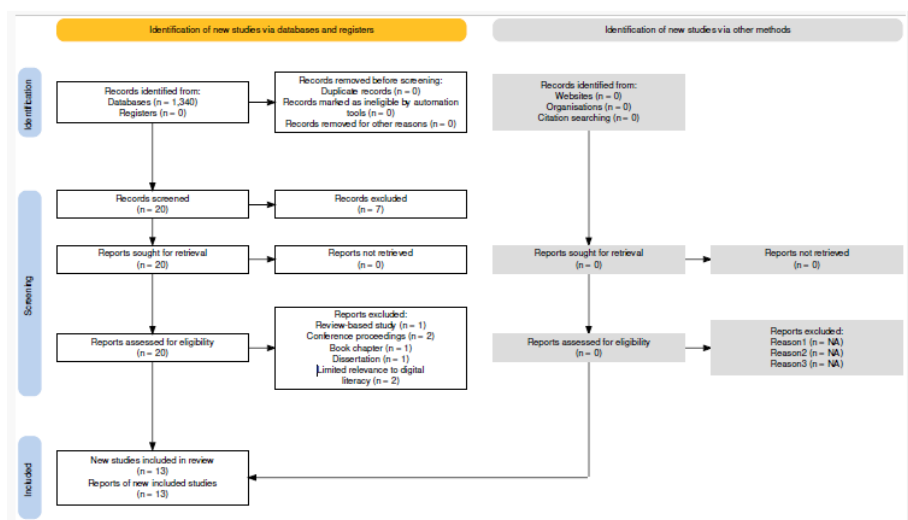 Identification of new studies via databases and registers
Identification of new studies via other methods
Identification
Records identified from:
Databases (n = 1,340)
Registers (n = 0)
Records removed before screening:
Duplicate records (n = 0)
Records marked as ineligible by automation
tools (n = 0)
Records removed for other reasons (n = 0)
Records identified from:
Websites (n = 0)
Organisations (n = 0)
Citation searching (n = 0)
Screening
Records screened
(n = 20)
Records excluded
(n = 7)
Reports sought for retrieval
(n = 20)
Reports not retrieved
(n = 0)
Reports sought for retrieval
(n = 0)
Reports not retrieved
(n = 0)
Reports assessed for eligibility
(n = 20)
Reports excluded:
Review-based study (n = 1)
Conference proceedings (n = 2)
Book chapter (n = 1)
Dissertation (n = 1)
Limited relevance to digital
literacy (n = 2)
Reports assessed for eligibility
(n = 0)
Reports excluded:
Reason1 (n = NA)
Reason2 (n = NA)
Reason3 (n = NA)
Included
New studies included in review
(n = 13)
Reports of new included studies
(n = 13)